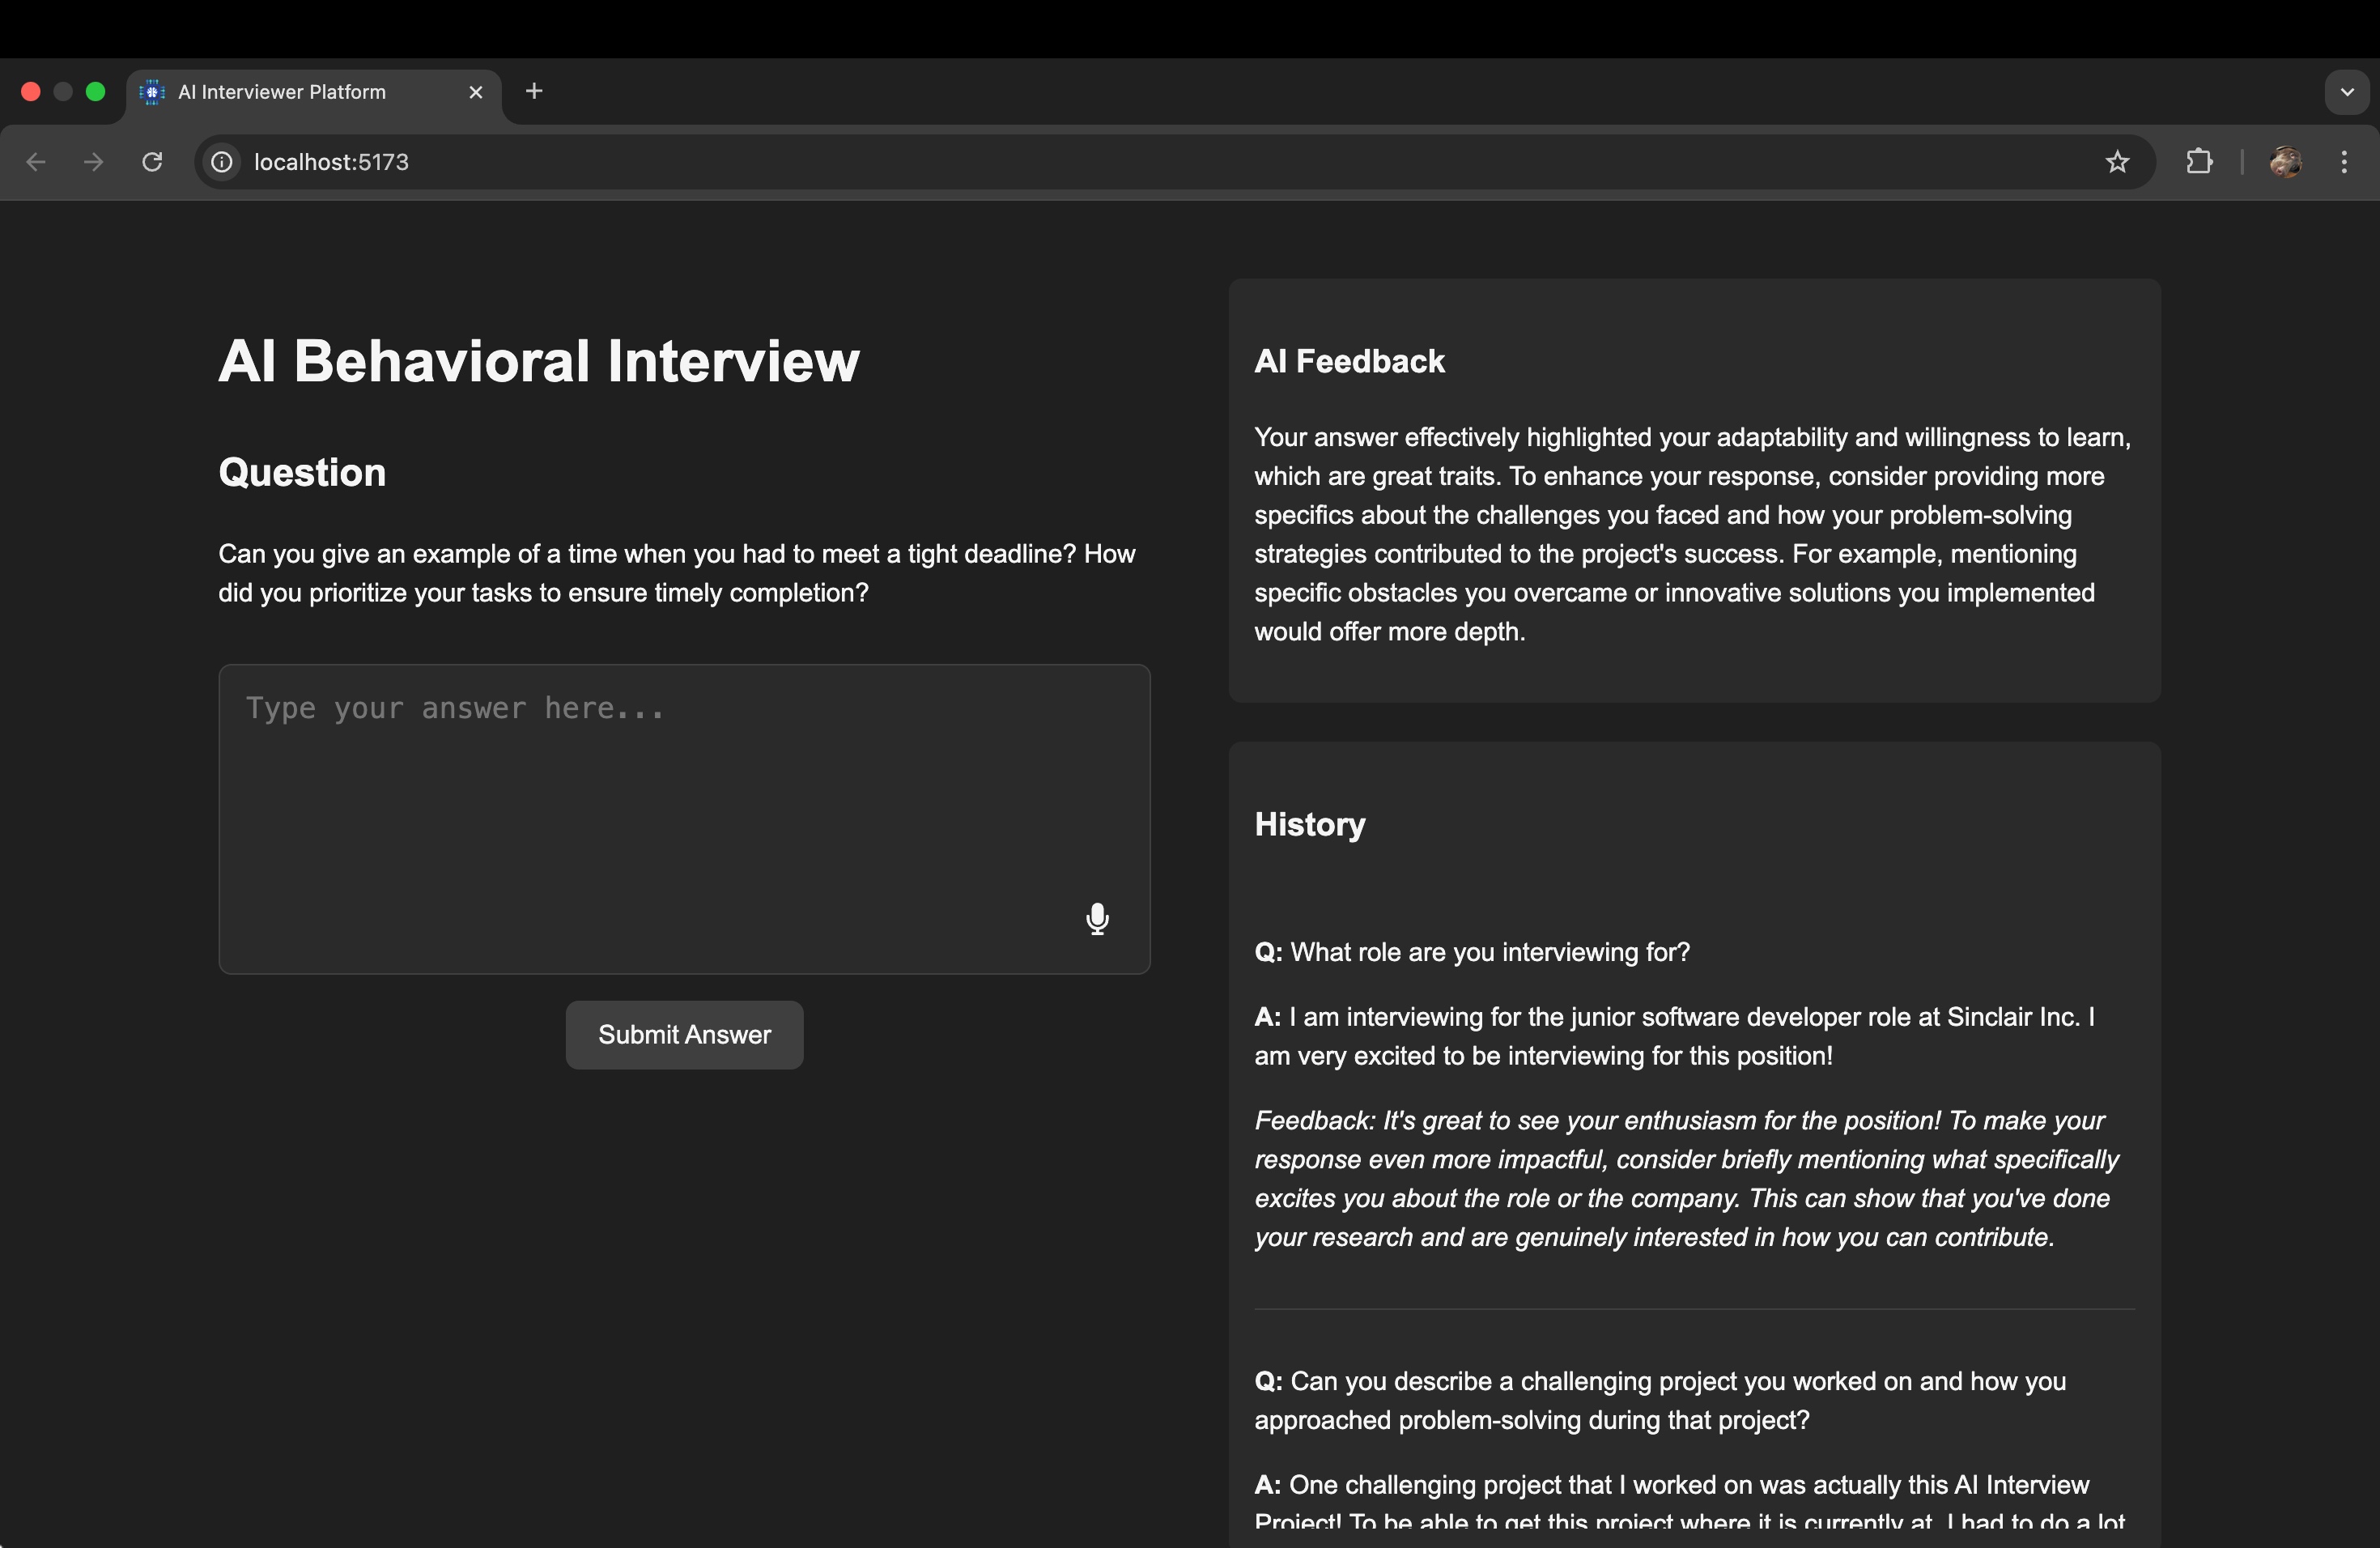 AI Interviewer Platform
localhost:5173
AI Behavioral Interview
Question
Can you give an example of a time when you had to meet a tight deadline? How
did you prioritize your tasks to ensure timely completion?
Type your answer here...
Submit Answer
AI Feedback
Your answer effectively highlighted your adaptability and willingness to learn,
which are great traits. To enhance your response, consider providing more
specifics about the challenges you faced and how your problem-solving
strategies contributed to the project's success. For example, mentioning
specific obstacles you overcame or innovative solutions you implemented
would offer more depth.
History
Q: What role are you interviewing for?
A: I am interviewing for the junior software developer role at Sinclair Inc. I
am very excited to be interviewing for this position!
Feedback: It's great to see your enthusiasm for the position! To make your
response even more impactful, consider briefly mentioning what specifically
excites you about the role or the company. This can show that you've done
your research and are genuinely interested in how you can contribute.
Q: Can you describe a challenging project you worked on and how you
approached problem-solving during that project?
A: One challenging project that I worked on was actually this AI Interview
Project! To be able to get this project where it is currently at, I had to do a lot